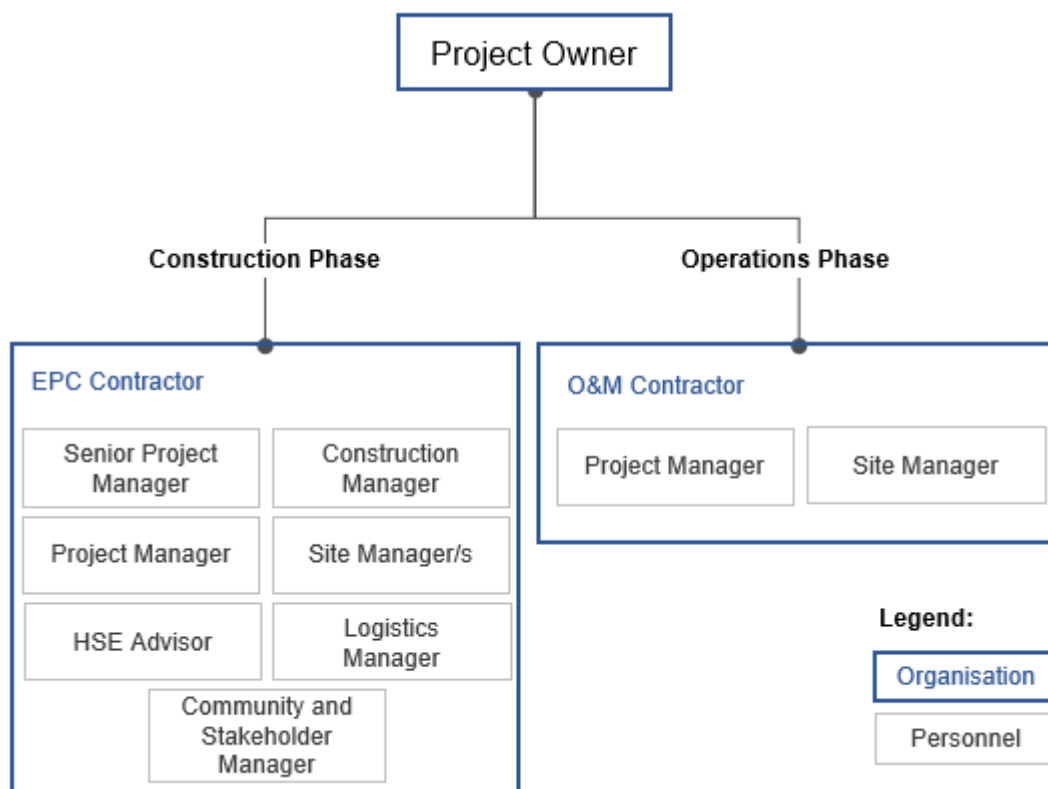 Project Owner
Construction Phase
Operations Phase
EPC Contractor
Senior Project
Manager
Construction
Manager
Project Manager
Site Manager/s
HSE Advisor
Logistics
Manager
Community and
Stakeholder
Manager
O&M Contractor
Project Manager
Site Manager
Legend:
Organisation
Personnel